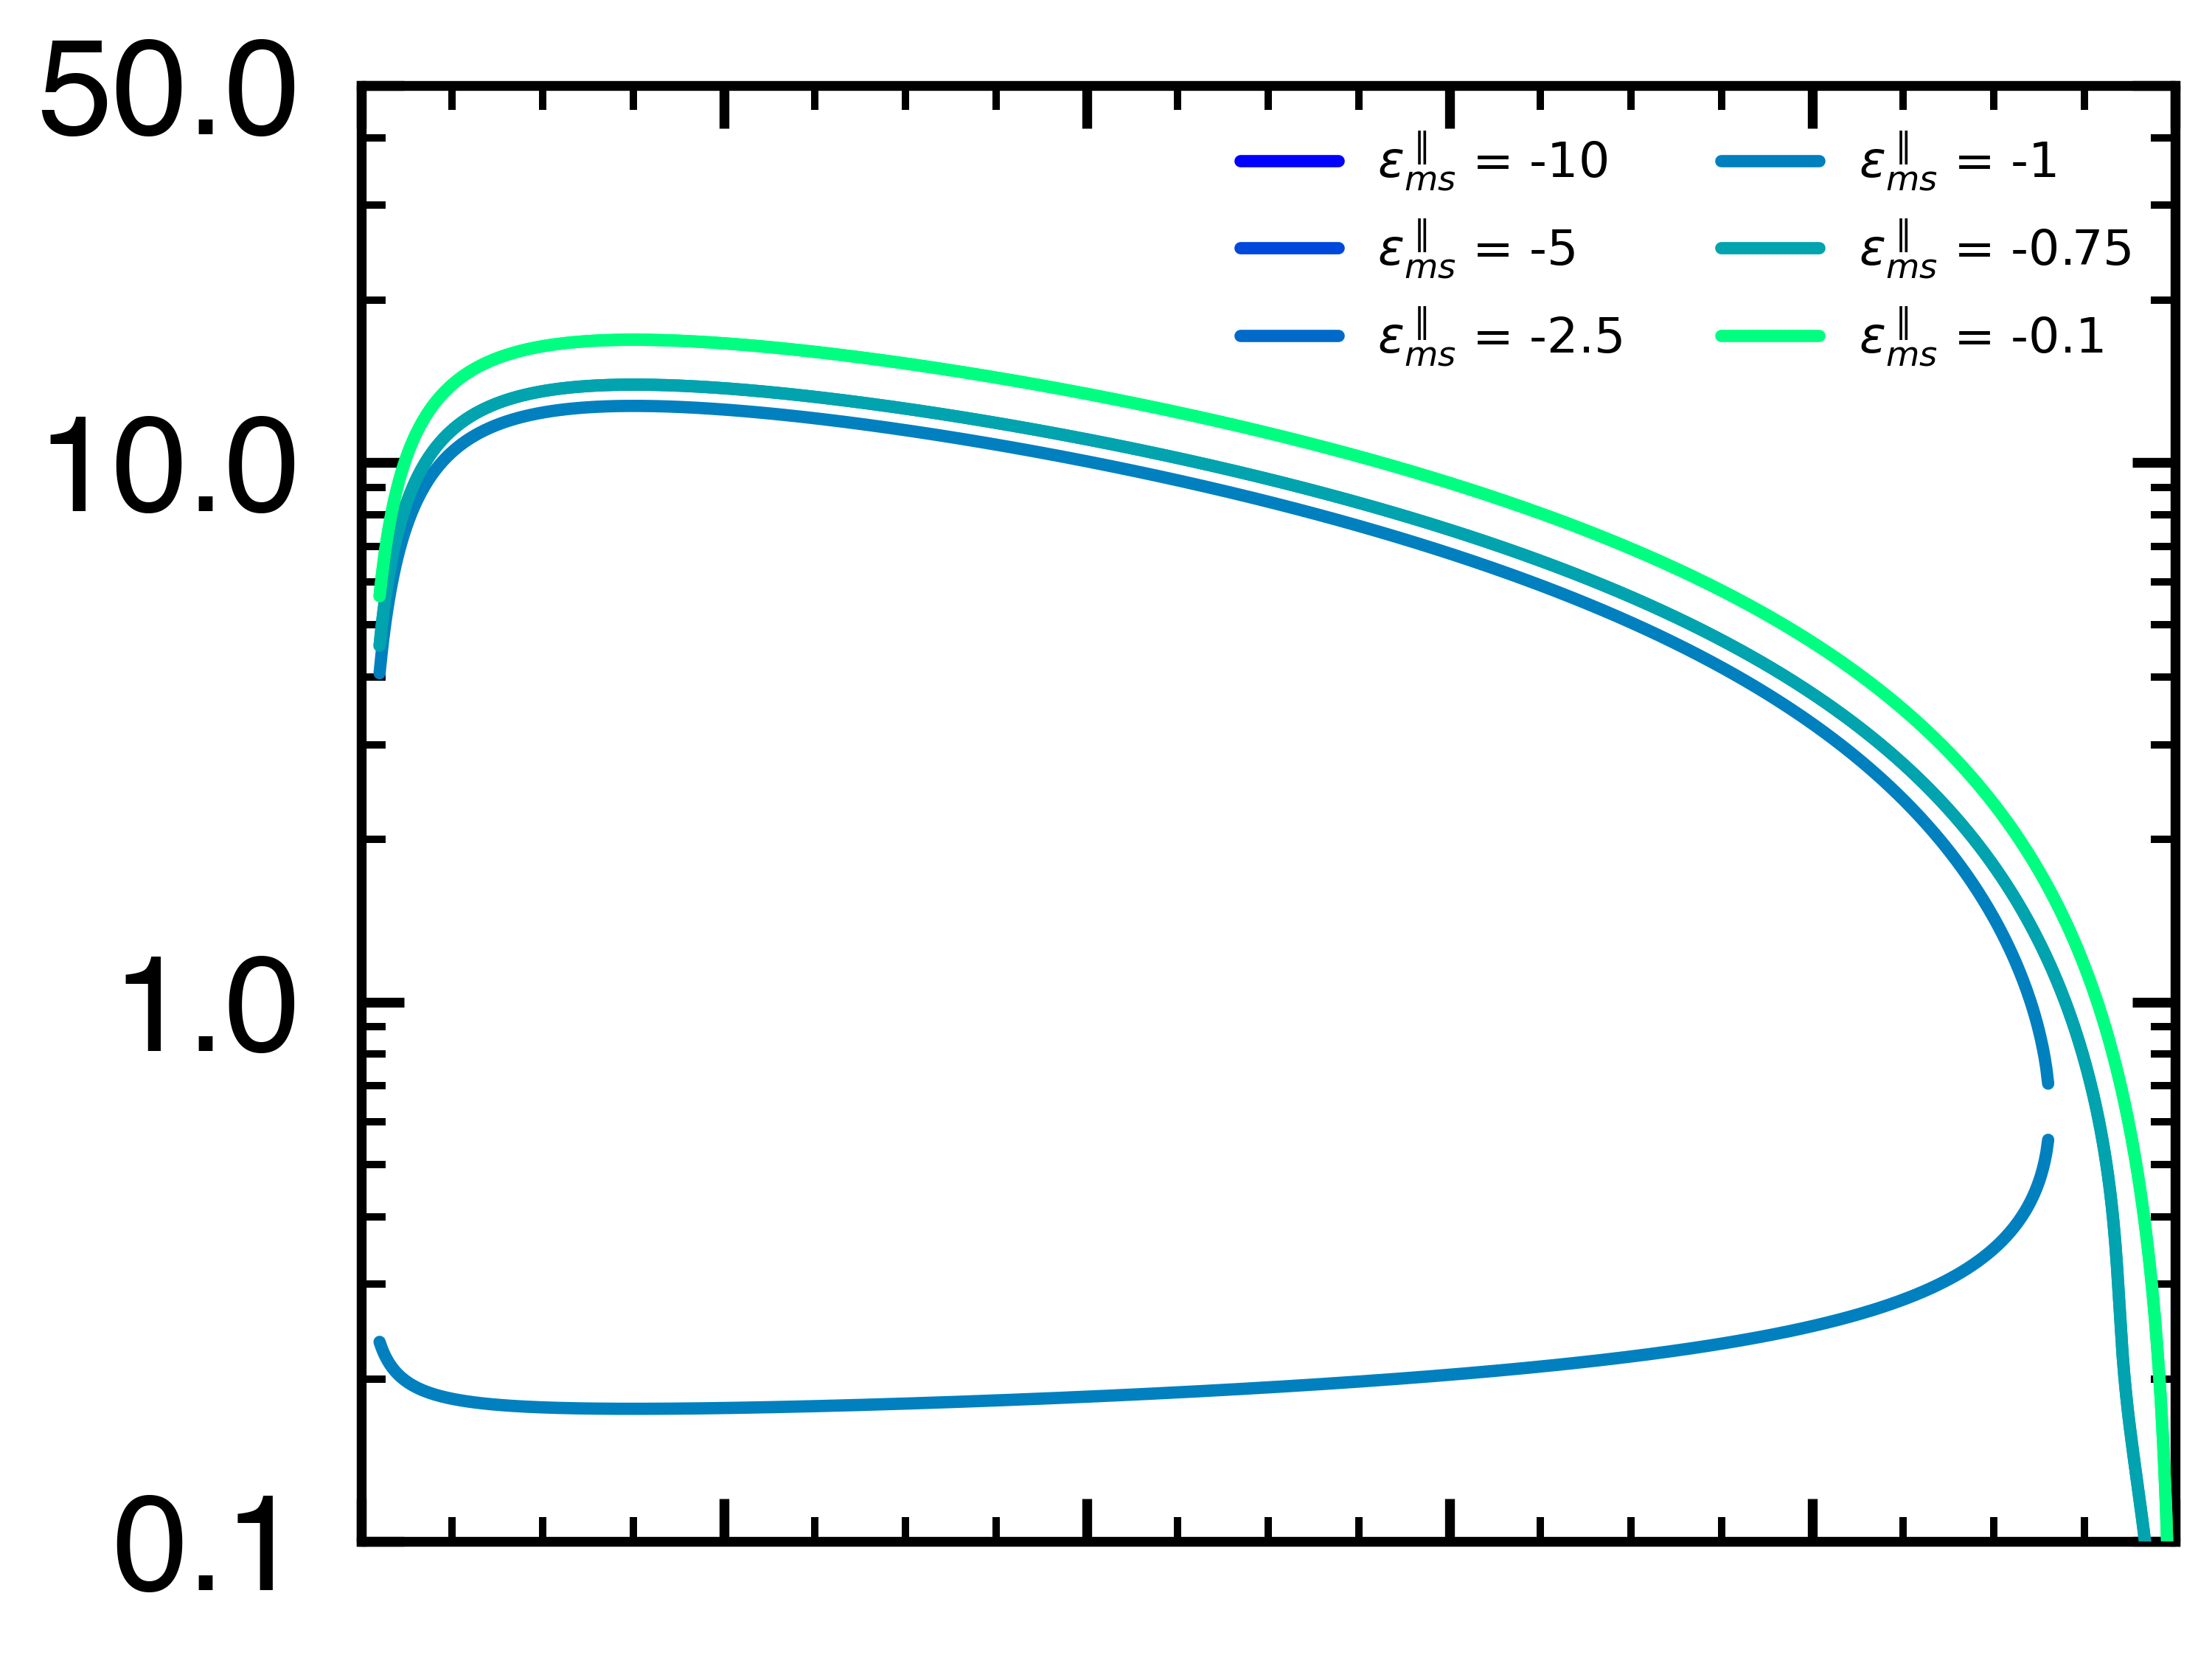 50.0
10.0
1.0
0.1
ε∥ms = -10
ε∥ms = -5
ε∥ms = -2.5
ε∥ms = -1
ε∥ms = -0.75
ε∥ms = -0.1